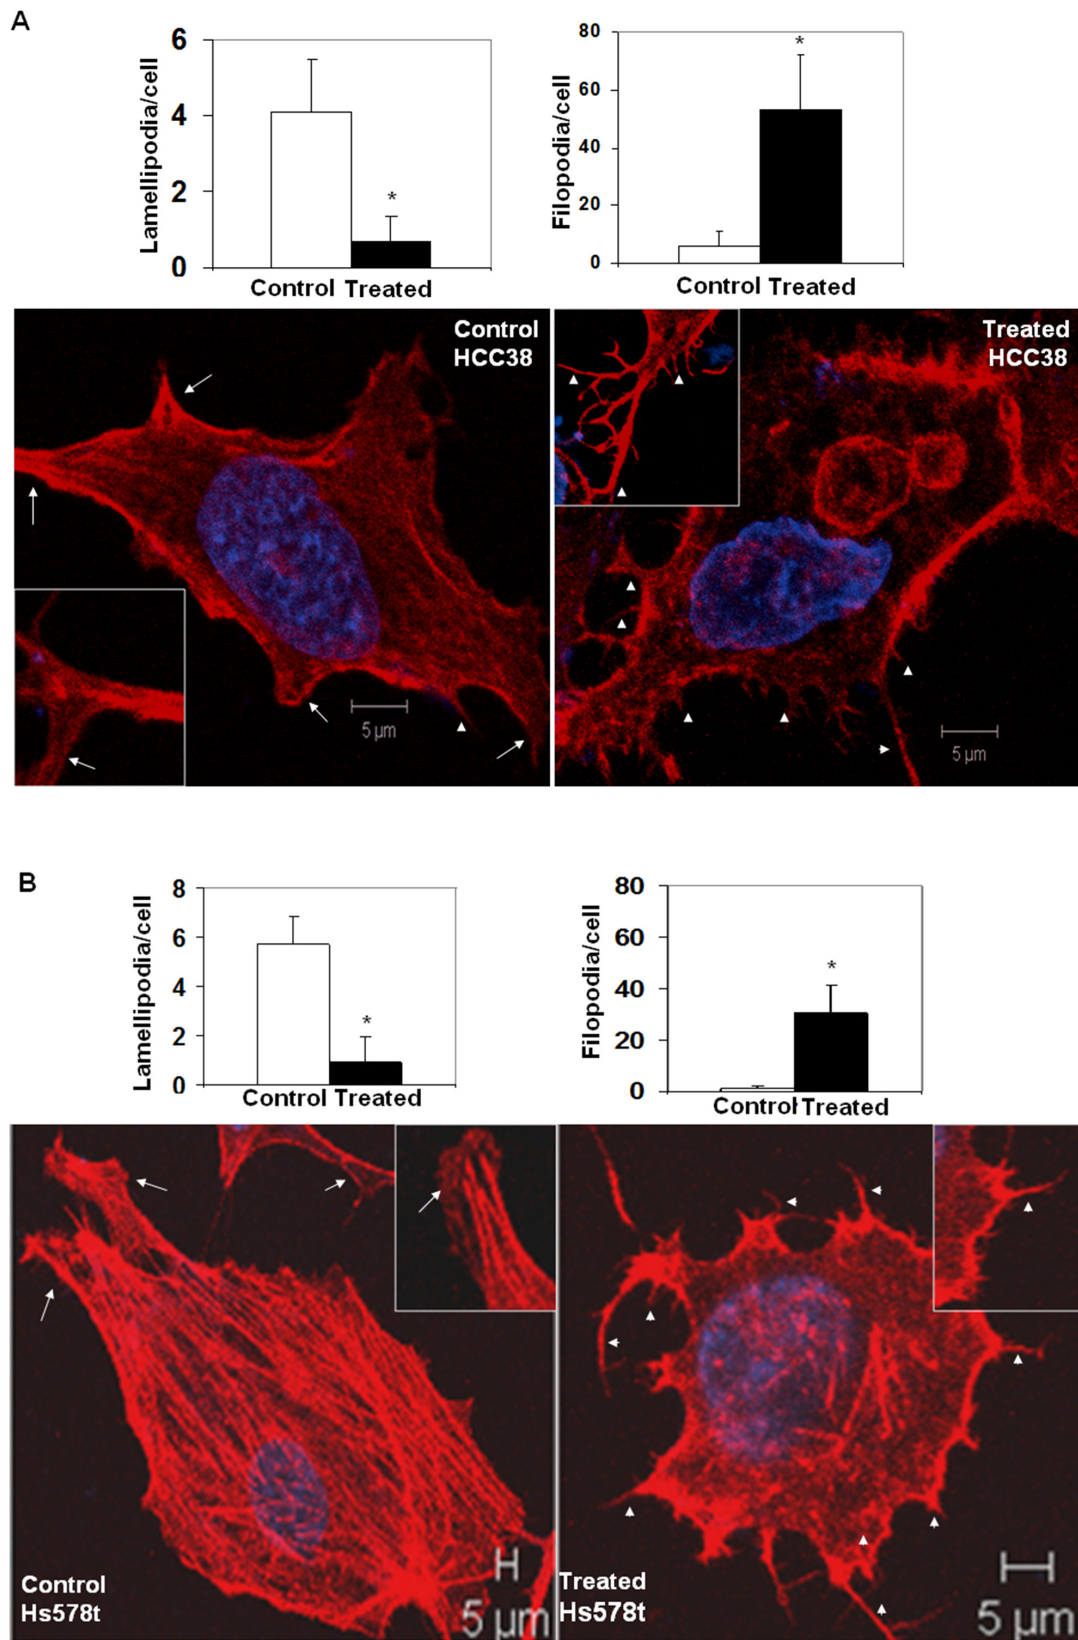 A
Lamellipodia/cell
6
4
2
0
*
Control Treated
Filopodia/cell
80
60
40
20
0
*
Control Treated
Control
HCC38
5 µm
Treated
HCC38
5 µm
B
Lamellipodia/cell
8
6
4
2
0
*
Control Treated
Filopodia/cell
80
60
40
20
0
*
Control Treated
Control
Hs578t
5 µm
Treated
Hs578t
5 µm